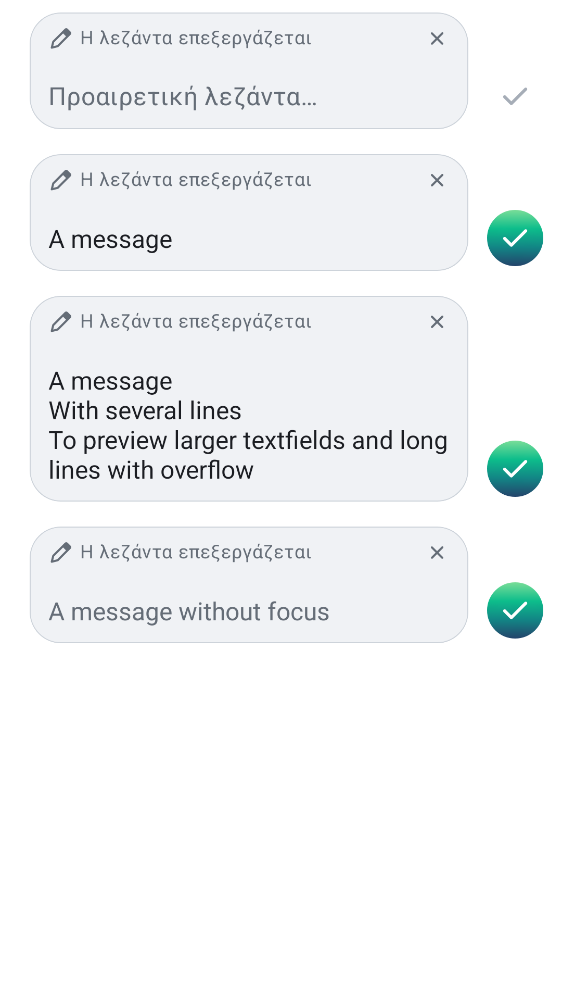 Η λεζάντα επεξεργάζεται
Προαιρετική λεζάντα…
Η λεζάντα επεξεργάζεται
A message
Η λεζάντα επεξεργάζεται
A message
With several lines
To preview larger textfields and long
lines with overflow
Η λεζάντα επεξεργάζεται
A message without focus